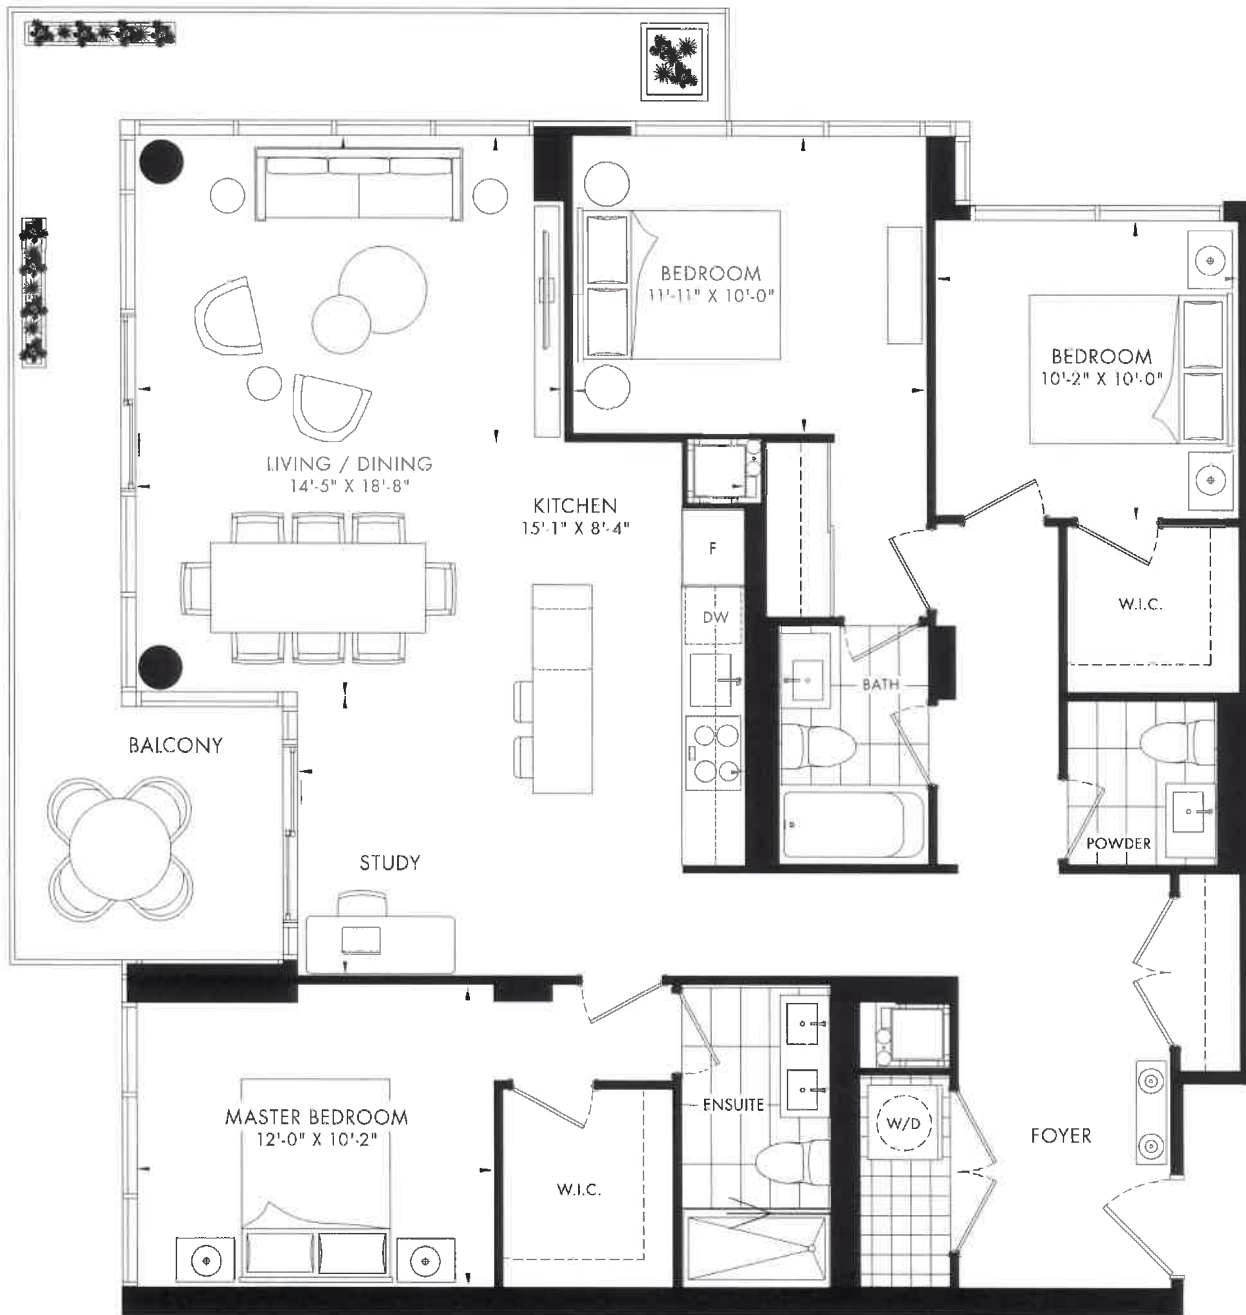 BEDROOM
11'-11" X 10'-0"
BEDROOM
10'-2" X 10'-0"
LIVING / DINING
14'-5" X 18'-8"
KITCHEN
15'-1" X 8'-4"
F
DW
W.I.C.
BATH
BALCONY
POWDER
STUDY
MASTER BEDROOM
12'-0" X 10'-2"
ENSUITE
W/D
FOYER
W.I.C.